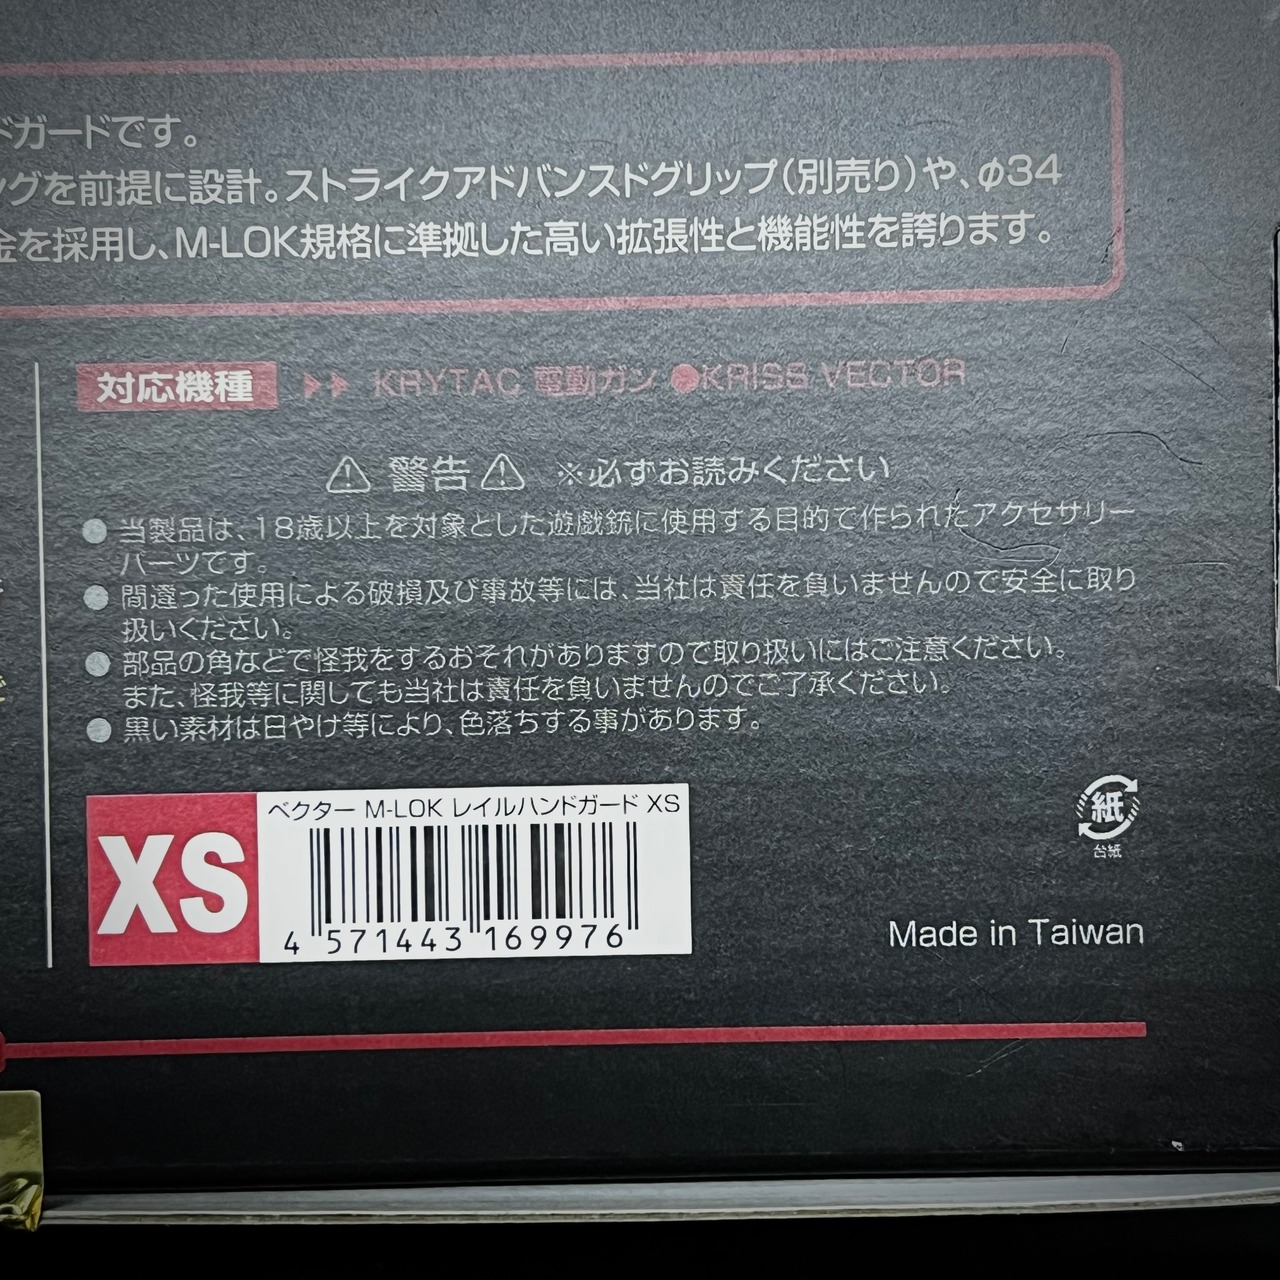 ドガードです。
ングを前提に設計。ストライクアドバンスドグリップ(別売り)や、φ34
金を採用し、M-LOK規格に準拠した高い拡張性と機能性を誇ります。
対応機種 ▶▶ KRYTAC 電動ガン ●KRISS VECTOR
⚠ 警告 ⚠ ※必ずお読みください
● 当製品は、18歳以上を対象とした遊戯銃に使用する目的で作られたアクセサリー
パーツです。
● 間違った使用による破損及び事故等には、当社は責任を負いませんので安全に取り
扱いください。
● 部品の角などで怪我をするおそれがありますので取り扱いにはご注意ください。
また、怪我等に関しても当社は責任を負いませんのでご了承ください。
● 黒い素材は日やけ等により、色落ちする事があります。
XS
ベクター M-LOK レイルハンドガード XS
4 571443 169976
紙
台紙
Made in Taiwan